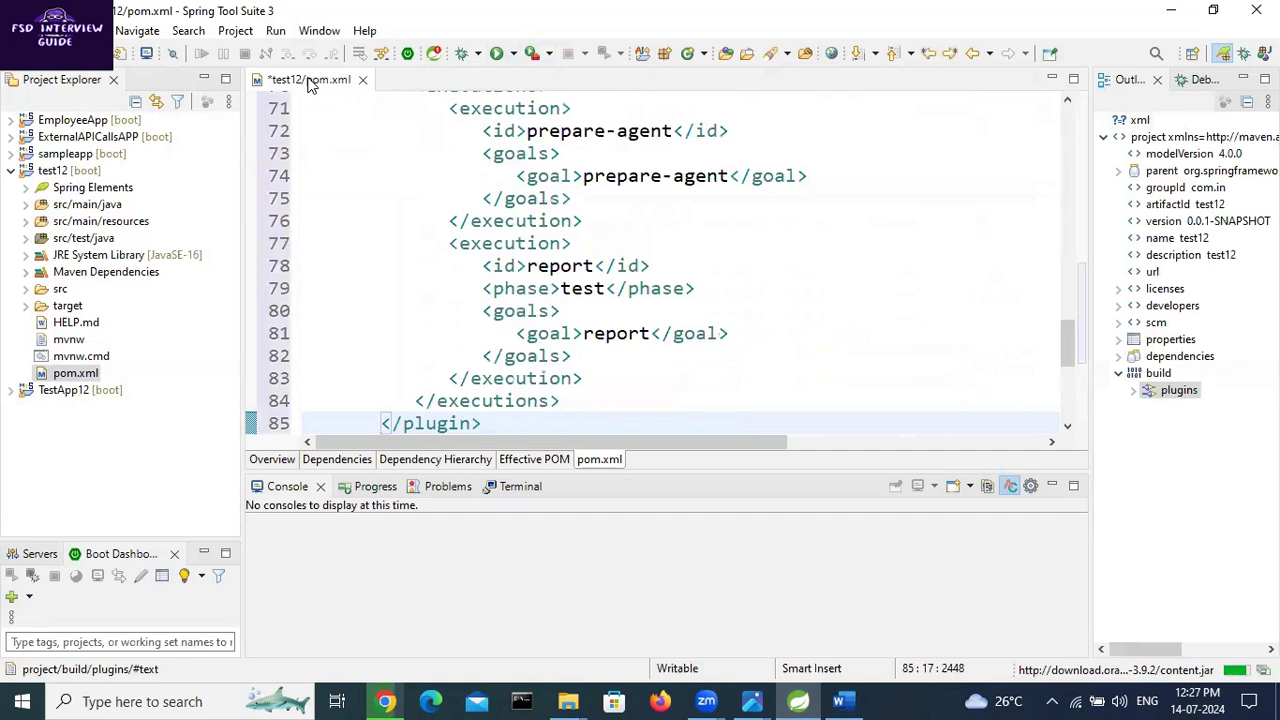 FSD INTERVIEW
GUIDE
12/pom.xml - Spring Tool Suite 3
Navigate Search Project Run Window Help
Project Explorer
*test12/pom.xml
Outl...
Deb...
EmployeeApp [boot]
ExternalAPICallsAPP [boot]
sampleapp [boot]
test12 [boot]
Spring Elements
src/main/java
src/main/resources
src/test/java
JRE System Library [JavaSE-16]
Maven Dependencies
src
target
HELP.md
mvnw
mvnw.cmd
pom.xml
TestApp12 [boot]
71 <execution>
72 <id>prepare-agent</id>
73 <goals>
74 <goal>prepare-agent</goal>
75 </goals>
76 </execution>
77 <execution>
78 <id>report</id>
79 <phase>test</phase>
80 <goals>
81 <goal>report</goal>
82 </goals>
83 </execution>
84 </executions>
85 </plugin>
Overview Dependencies Dependency Hierarchy Effective POM pom.xml
xml
project xmlns=http://maven.a
modelVersion 4.0.0
parent org.springframewo
groupId com.in
artifactId test12
version 0.0.1-SNAPSHOT
name test12
description test12
url
licenses
developers
scm
properties
dependencies
build
plugins
Console Progress Problems Terminal
No consoles to display at this time.
Servers Boot Dashbo...
Type tags, projects, or working set names to r
project/build/plugins/#text
Writable
Smart Insert
85 : 17 : 2448
http://download.ora...-3.9.2/content.jar
Type here to search
zm
26°C
ENG
12:27 PM
14-07-2024